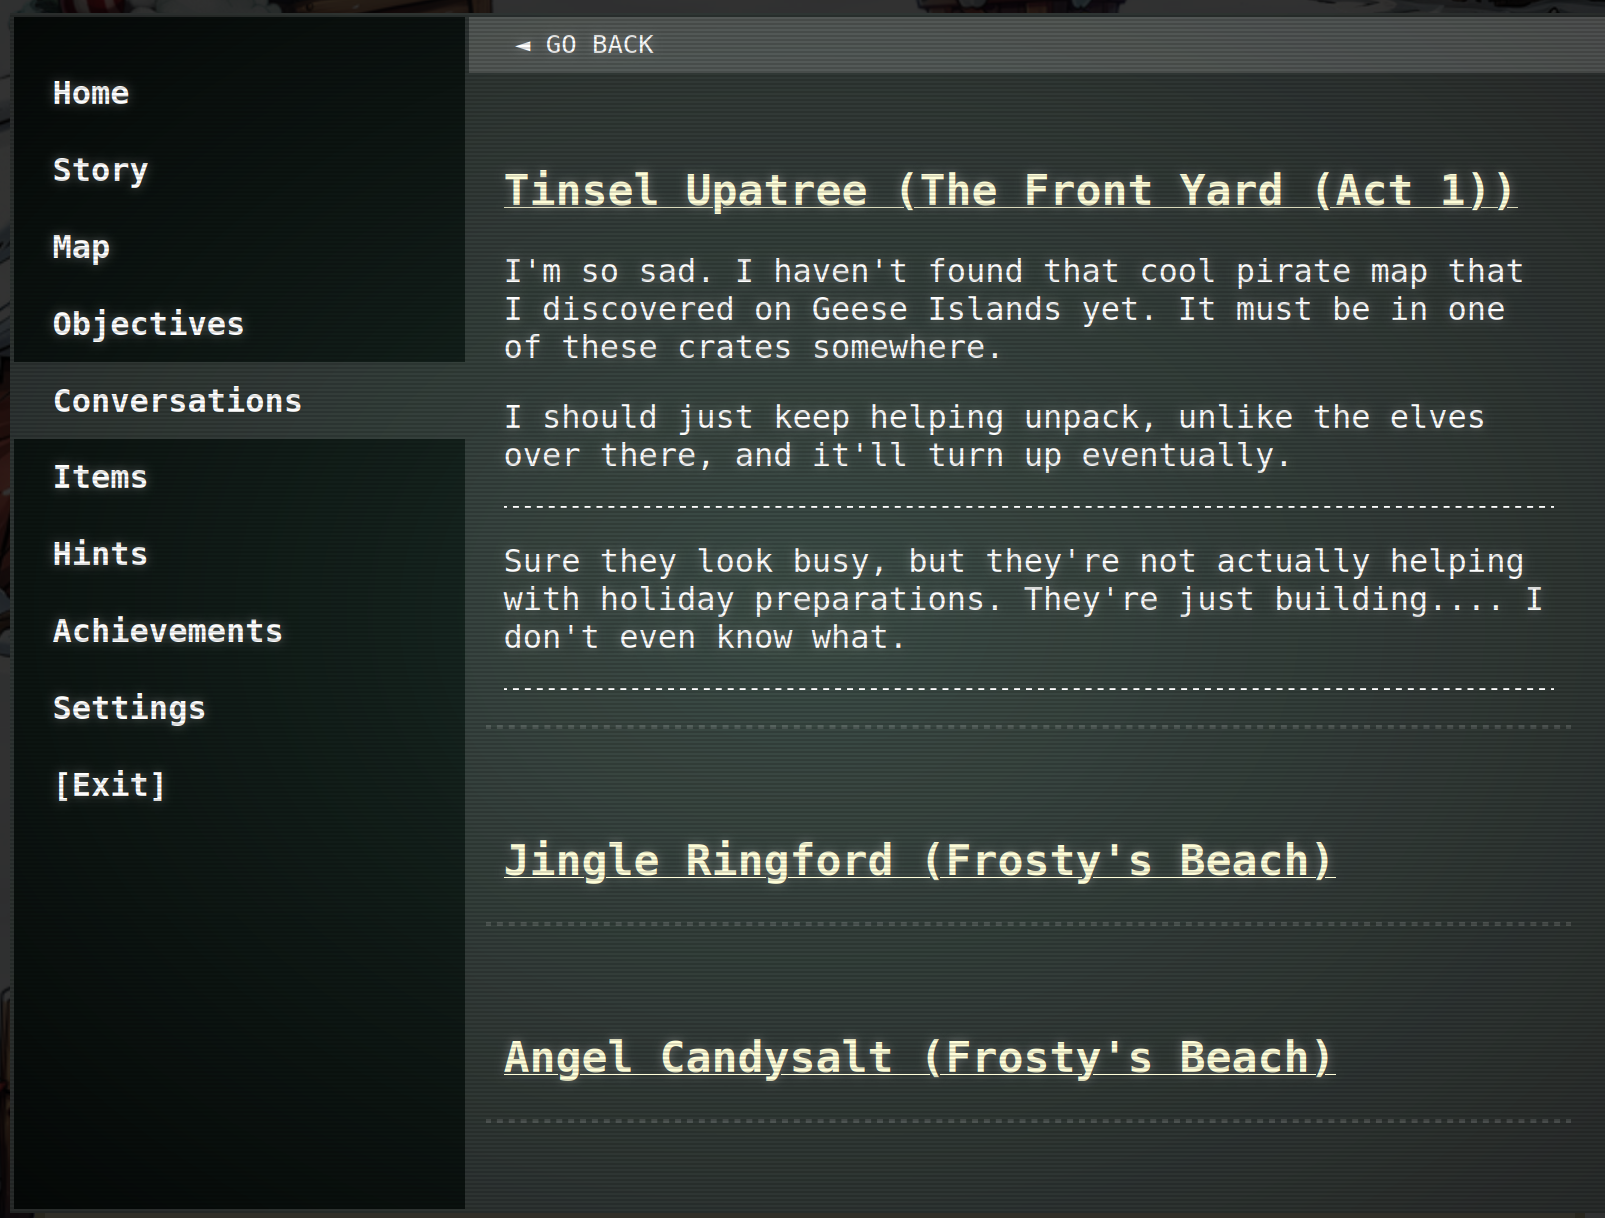 ◄ GO BACK
Home
Story
Map
Objectives
Conversations
Items
Hints
Achievements
Settings
[Exit]
Tinsel Upatree (The Front Yard (Act 1))
I'm so sad. I haven't found that cool pirate map that
I discovered on Geese Islands yet. It must be in one
of these crates somewhere.
I should just keep helping unpack, unlike the elves
over there, and it'll turn up eventually.
Sure they look busy, but they're not actually helping
with holiday preparations. They're just building.... I
don't even know what.
Jingle Ringford (Frosty's Beach)
Angel Candysalt (Frosty's Beach)